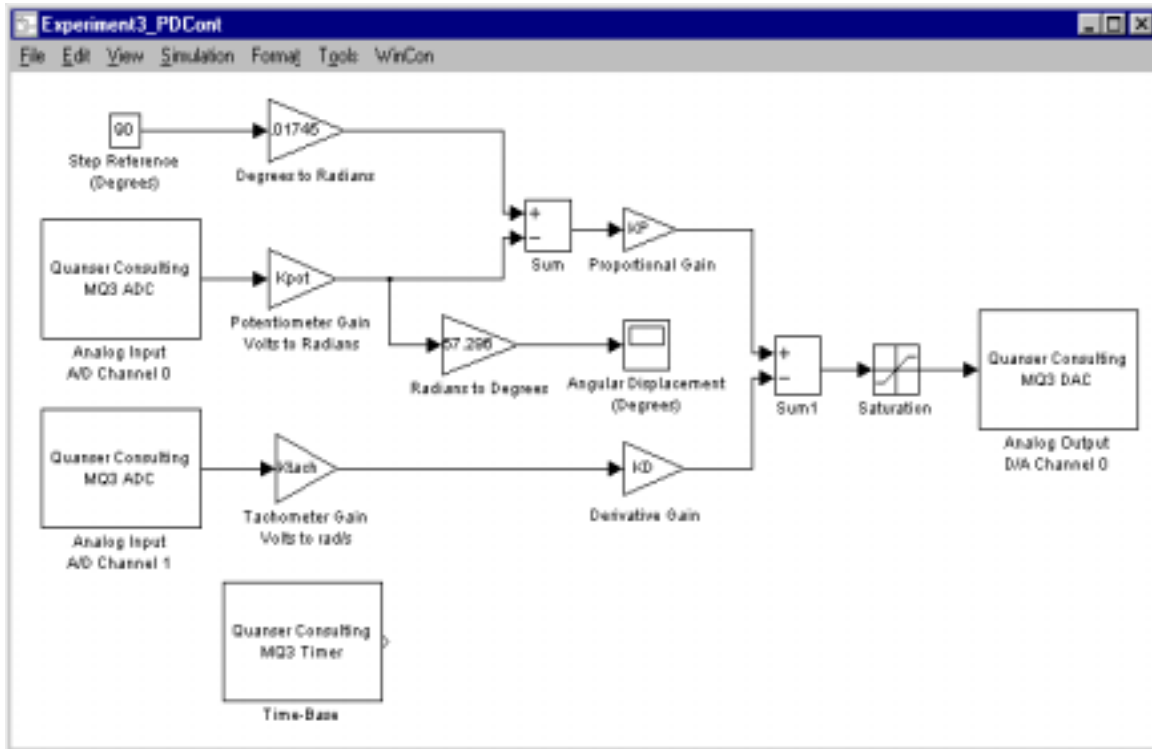 Experiment3_PDCont
File Edit View Simulation Format Tools WinCon
90
Step Reference
(Degrees)
.01745
Degrees to Radians
+
−
Sum
KP
Proportional Gain
Quanser Consulting
MQ3 ADC
Analog Input
A/D Channel 0
Kpot
Potentiometer Gain
Volts to Radians
57.296
Radians to Degrees
Angular Displacement
(Degrees)
+
−
Sum1
Saturation
Quanser Consulting
MQ3 DAC
Analog Output
D/A Channel 0
Quanser Consulting
MQ3 ADC
Analog Input
A/D Channel 1
Ktach
Tachometer Gain
Volts to rad/s
KD
Derivative Gain
Quanser Consulting
MQ3 Timer
Time-Base